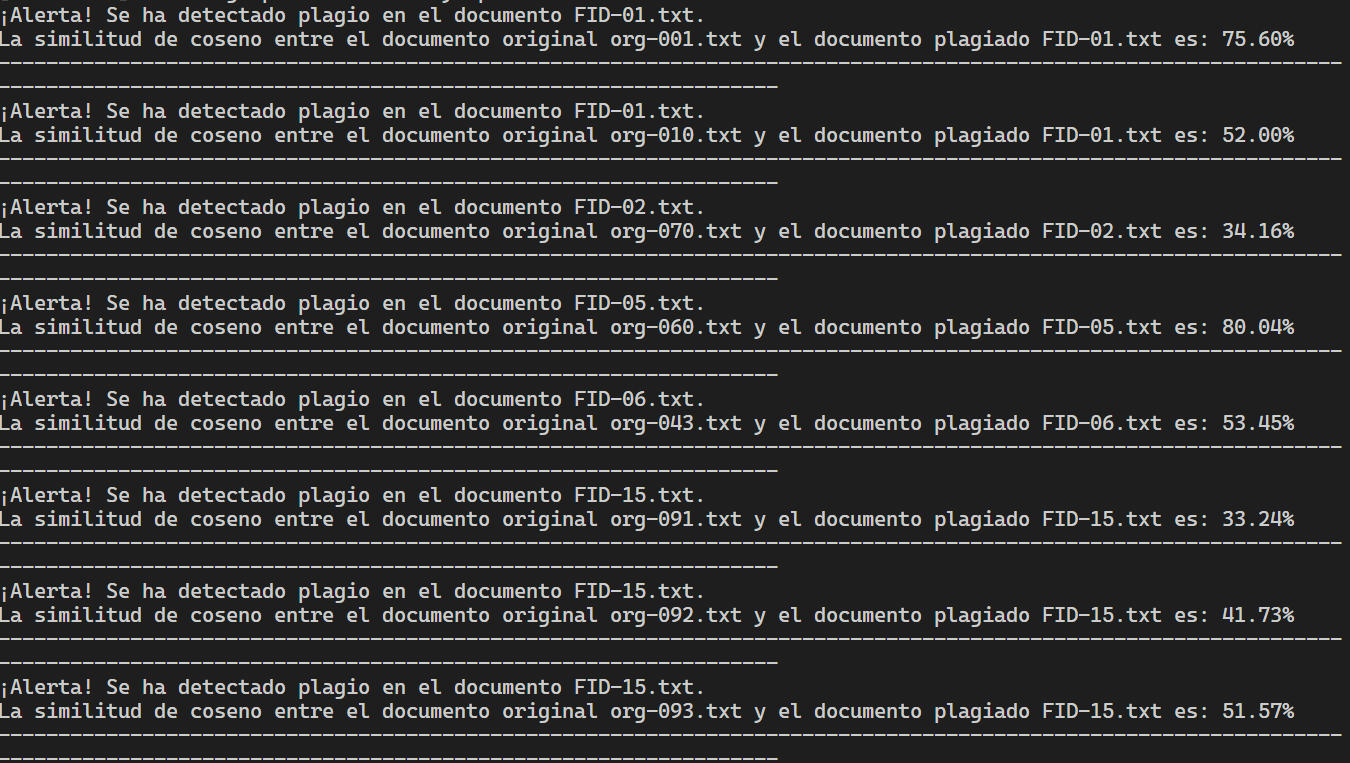 ¡Alerta! Se ha detectado plagio en el documento FID-01.txt.
La similitud de coseno entre el documento original org-001.txt y el documento plagiado FID-01.txt es: 75.60%
----------------------------------------------------------------------------------------------------------------
-----------------------------------------------------------------
¡Alerta! Se ha detectado plagio en el documento FID-01.txt.
La similitud de coseno entre el documento original org-010.txt y el documento plagiado FID-01.txt es: 52.00%
----------------------------------------------------------------------------------------------------------------
-----------------------------------------------------------------
¡Alerta! Se ha detectado plagio en el documento FID-02.txt.
La similitud de coseno entre el documento original org-070.txt y el documento plagiado FID-02.txt es: 34.16%
----------------------------------------------------------------------------------------------------------------
-----------------------------------------------------------------
¡Alerta! Se ha detectado plagio en el documento FID-05.txt.
La similitud de coseno entre el documento original org-060.txt y el documento plagiado FID-05.txt es: 80.04%
----------------------------------------------------------------------------------------------------------------
-----------------------------------------------------------------
¡Alerta! Se ha detectado plagio en el documento FID-06.txt.
La similitud de coseno entre el documento original org-043.txt y el documento plagiado FID-06.txt es: 53.45%
----------------------------------------------------------------------------------------------------------------
-----------------------------------------------------------------
¡Alerta! Se ha detectado plagio en el documento FID-15.txt.
La similitud de coseno entre el documento original org-091.txt y el documento plagiado FID-15.txt es: 33.24%
----------------------------------------------------------------------------------------------------------------
-----------------------------------------------------------------
¡Alerta! Se ha detectado plagio en el documento FID-15.txt.
La similitud de coseno entre el documento original org-092.txt y el documento plagiado FID-15.txt es: 41.73%
----------------------------------------------------------------------------------------------------------------
-----------------------------------------------------------------
¡Alerta! Se ha detectado plagio en el documento FID-15.txt.
La similitud de coseno entre el documento original org-093.txt y el documento plagiado FID-15.txt es: 51.57%
----------------------------------------------------------------------------------------------------------------
-----------------------------------------------------------------